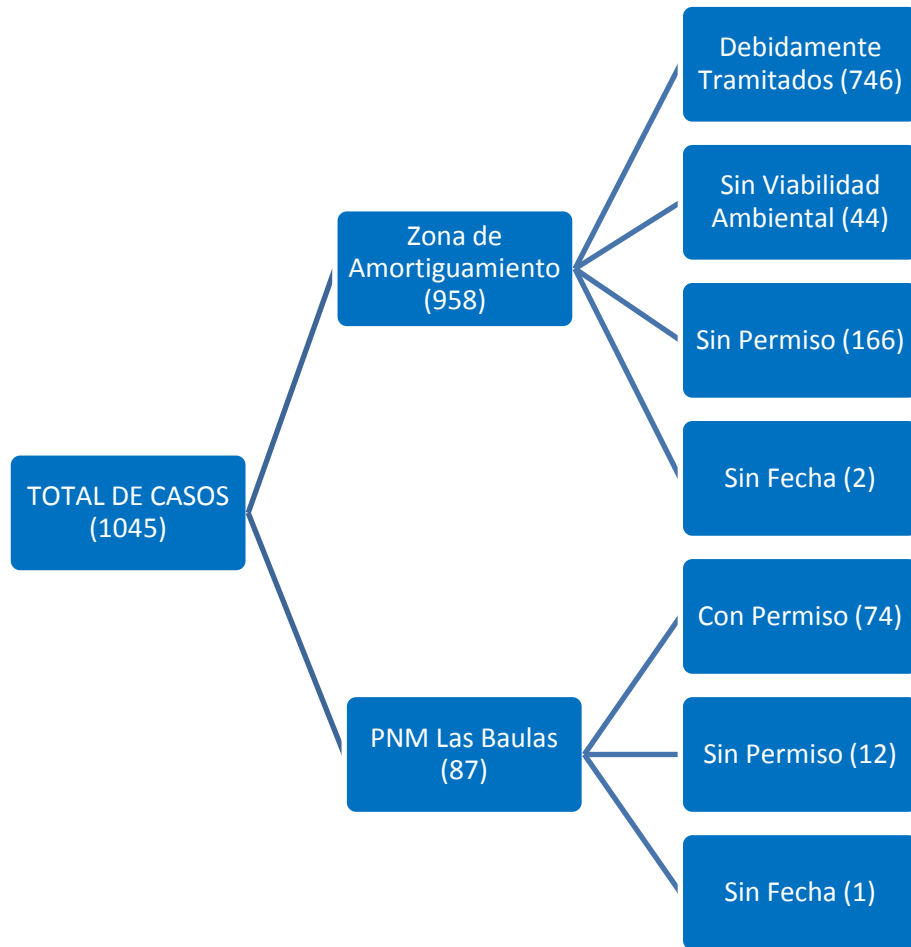 Debidamente
Tramitados (746)
Sin Viabilidad
Ambiental (44)
Zona de
Amortiguamiento
(958)
Sin Permiso (166)
Sin Fecha (2)
TOTAL DE CASOS
(1045)
Con Permiso (74)
PNM Las Baulas
(87)
Sin Permiso (12)
Sin Fecha (1)